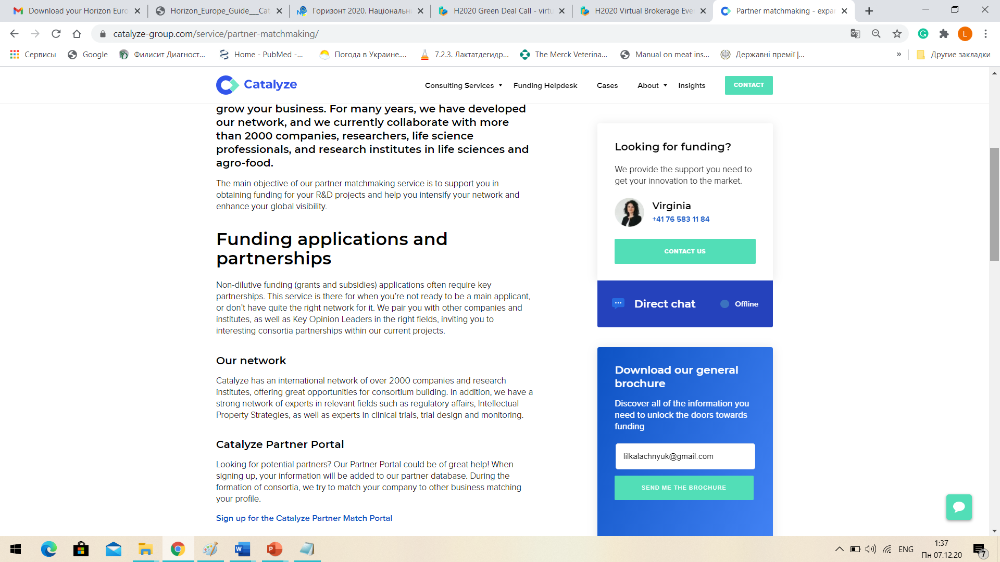 Download your Horizon Euro
Horizon_Europe_Guide___Cat
Горизонт 2020. Національн
H2020 Green Deal Call - virtu
H2020 Virtual Brokerage Eve
Partner matchmaking - expan
catalyze-group.com/service/partner-matchmaking/
L
Сервисы
Google
Филисит Диагност...
Home - PubMed -...
Погода в Украине....
7.2.3. Лактатдегидр...
The Merck Veterina...
Manual on meat ins...
Державні премії |...
»
Другие закладки
Catalyze
Consulting Services
Funding Helpdesk
Cases
About
Insights
CONTACT
grow your business. For many years, we have developed
our network, and we currently collaborate with more
than 2000 companies, researchers, life science
professionals, and research institutes in life sciences and
agro-food.
The main objective of our partner matchmaking service is to support you in
obtaining funding for your R&D projects and help you intensify your network and
enhance your global visibility.
Funding applications and
partnerships
Non-dilutive funding (grants and subsidies) applications often require key
partnerships. This service is there for when you’re not ready to be a main applicant,
or don’t have quite the right network for it. We pair you with other companies and
institutes, as well as Key Opinion Leaders in the right fields, inviting you to
interesting consortia partnerships within our current projects.
Our network
Catalyze has an international network of over 2000 companies and research
institutes, offering great opportunities for consortium building. In addition, we have a
strong network of experts in relevant fields such as regulatory affairs, Intellectual
Property Strategies, as well as experts in clinical trials, trial design and monitoring.
Catalyze Partner Portal
Looking for potential partners? Our Partner Portal could be of great help! When
signing up, your information will be added to our partner database. During the
formation of consortia, we try to match your company to other business matching
your profile.
Sign up for the Catalyze Partner Match Portal
Looking for funding?
We provide the support you need to
get your innovation to the market.
Virginia
+41 76 583 11 84
CONTACT US
Direct chat
Offline
Download our general
brochure
Discover all of the information you
need to unlock the doors towards
funding
lilkalachnyuk@gmail.com
SEND ME THE BROCHURE
ENG
1:37
Пн 07.12.20
7